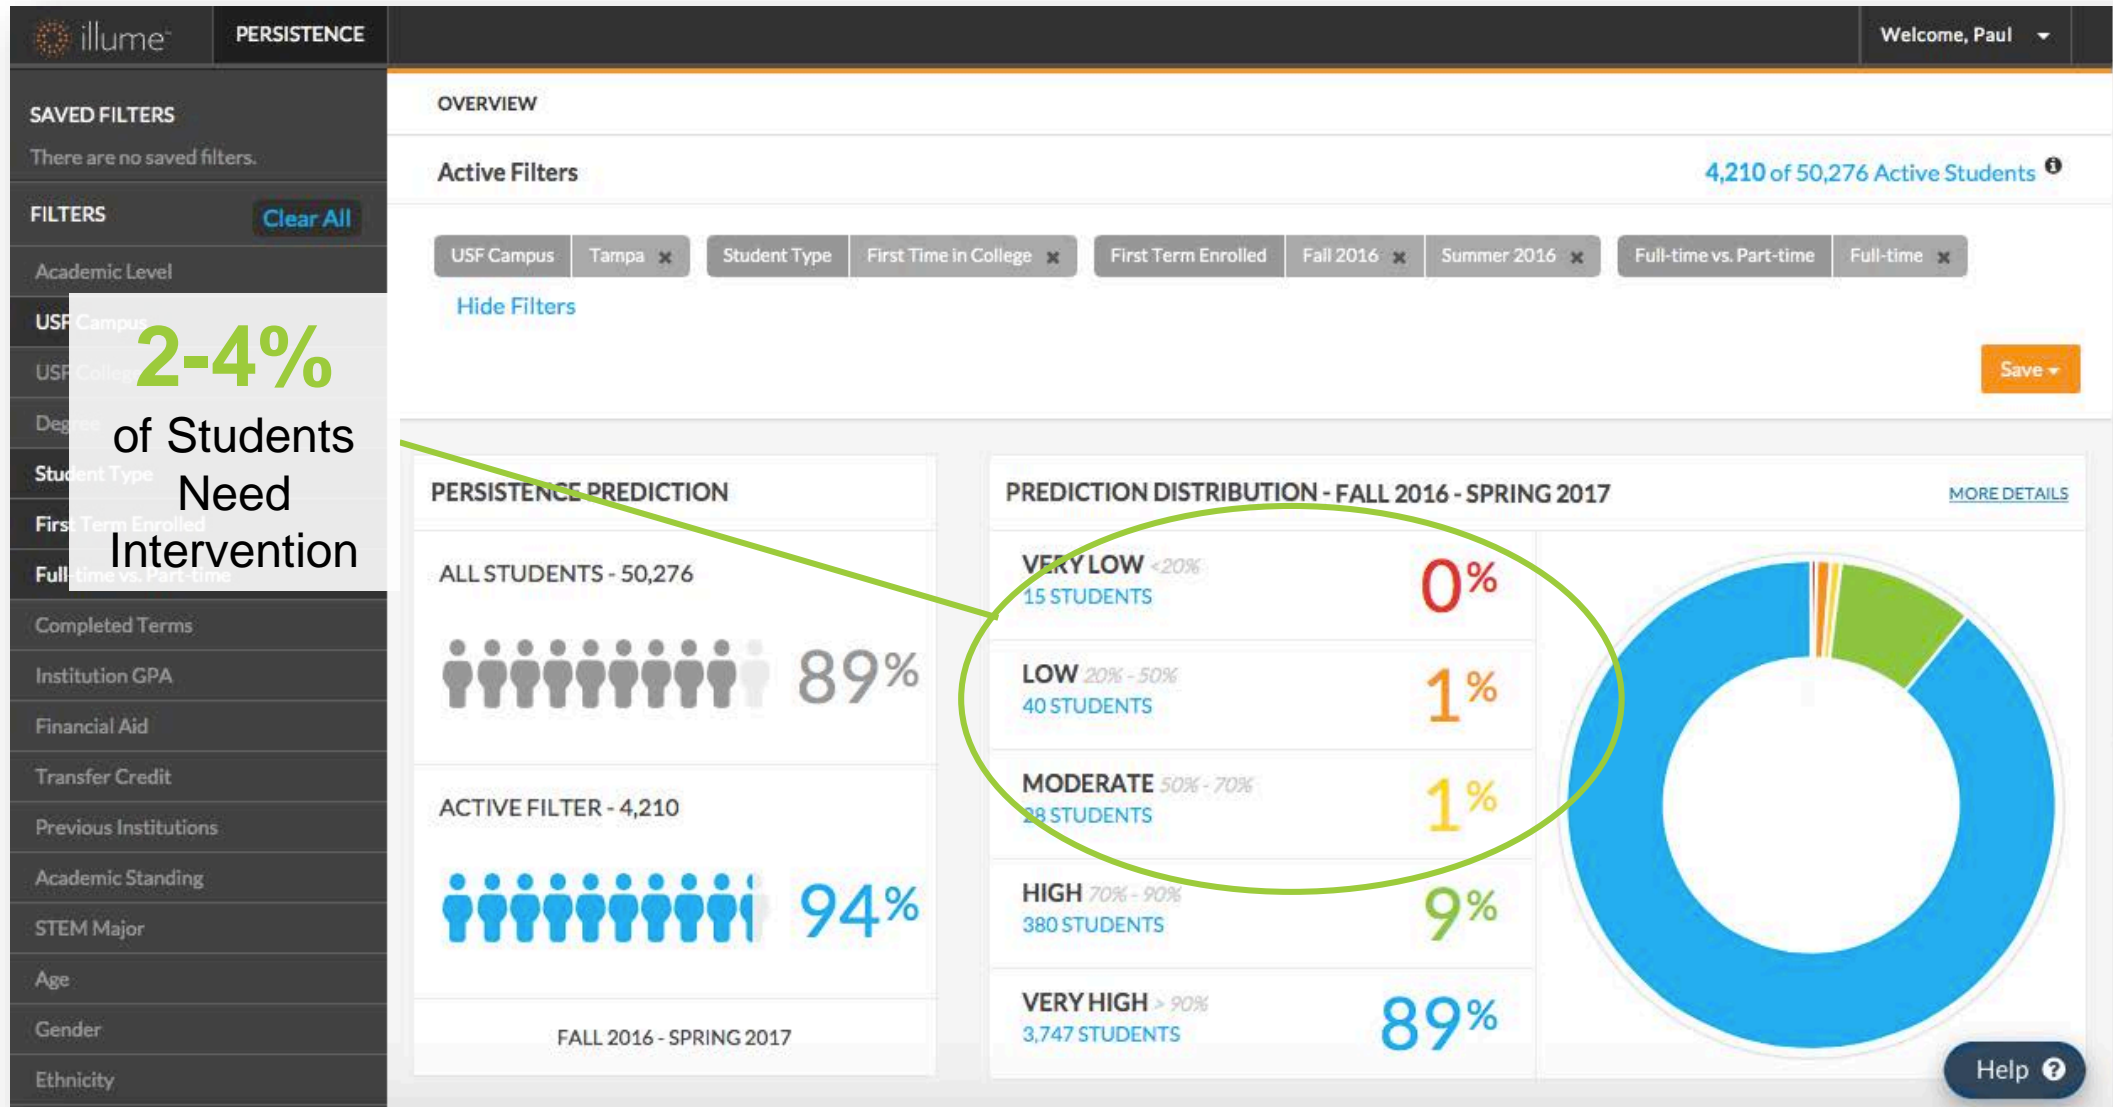 illume™
PERSISTENCE
Welcome, Paul
SAVED FILTERS
There are no saved filters.
FILTERS
Clear All
Academic Level
USF Campus
USF College
Degree
Student Type
First Term Enrolled
Full-time vs. Part-time
Completed Terms
Institution GPA
Financial Aid
Transfer Credit
Previous Institutions
Academic Standing
STEM Major
Age
Gender
Ethnicity
2-4%
of Students
Need
Intervention
OVERVIEW
Active Filters
4,210 of 50,276 Active Students
USF Campus Tampa × Student Type First Time in College × First Term Enrolled Fall 2016 × Summer 2016 × Full-time vs. Part-time Full-time ×
Hide Filters
Save
PERSISTENCE PREDICTION
ALL STUDENTS - 50,276
89%
ACTIVE FILTER - 4,210
94%
FALL 2016 - SPRING 2017
PREDICTION DISTRIBUTION - FALL 2016 - SPRING 2017
MORE DETAILS
VERY LOW <20%
15 STUDENTS
0%
LOW 20% - 50%
40 STUDENTS
1%
MODERATE 50% - 70%
28 STUDENTS
1%
HIGH 70% - 90%
380 STUDENTS
9%
VERY HIGH > 90%
3,747 STUDENTS
89%
Help ?